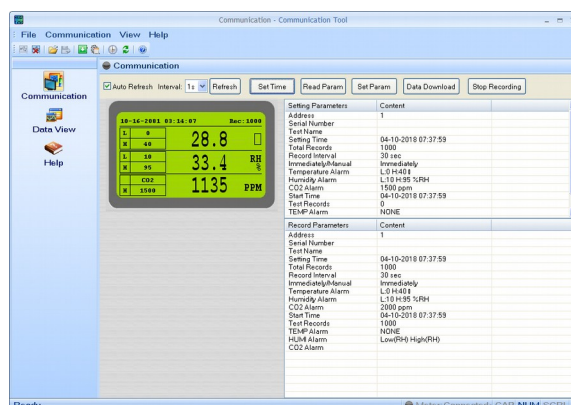 Communication - Communication Tool
File Communication View Help
Communication
Auto Refresh Interval: 1s Refresh Set Time Read Param Set Param Data Download Stop Recording
Communication
Data View
Help
10-16-2001 03:14:07 Rec:1000
L 0
H 40
28.8
L 10
H 95
33.4 RH %
CO2
H 1500
1135 PPM
Setting Parameters Content
Address 1
Serial Number
Test Name
Setting Time 04-10-2018 07:37:59
Total Records 1000
Record Interval 30 sec
Immediately/Manual Immediately
Temperature Alarm L:0 H:40
Humidity Alarm L:10 H:95 %RH
CO2 Alarm 1500 ppm
Start Time 04-10-2018 07:37:59
Test Records 0
TEMP Alarm NONE
Record Parameters Content
Address 1
Serial Number
Test Name
Setting Time 04-10-2018 07:37:59
Total Records 1000
Record Interval 30 sec
Immediately/Manual Immediately
Temperature Alarm L:0 H:40
Humidity Alarm L:10 H:95 %RH
CO2 Alarm 2000 ppm
Start Time 04-10-2018 07:37:59
Test Records 1000
TEMP Alarm NONE
HUMI Alarm Low(RH) High(RH)
CO2 Alarm
Ready Meter Connected: CAP NUM SCRL